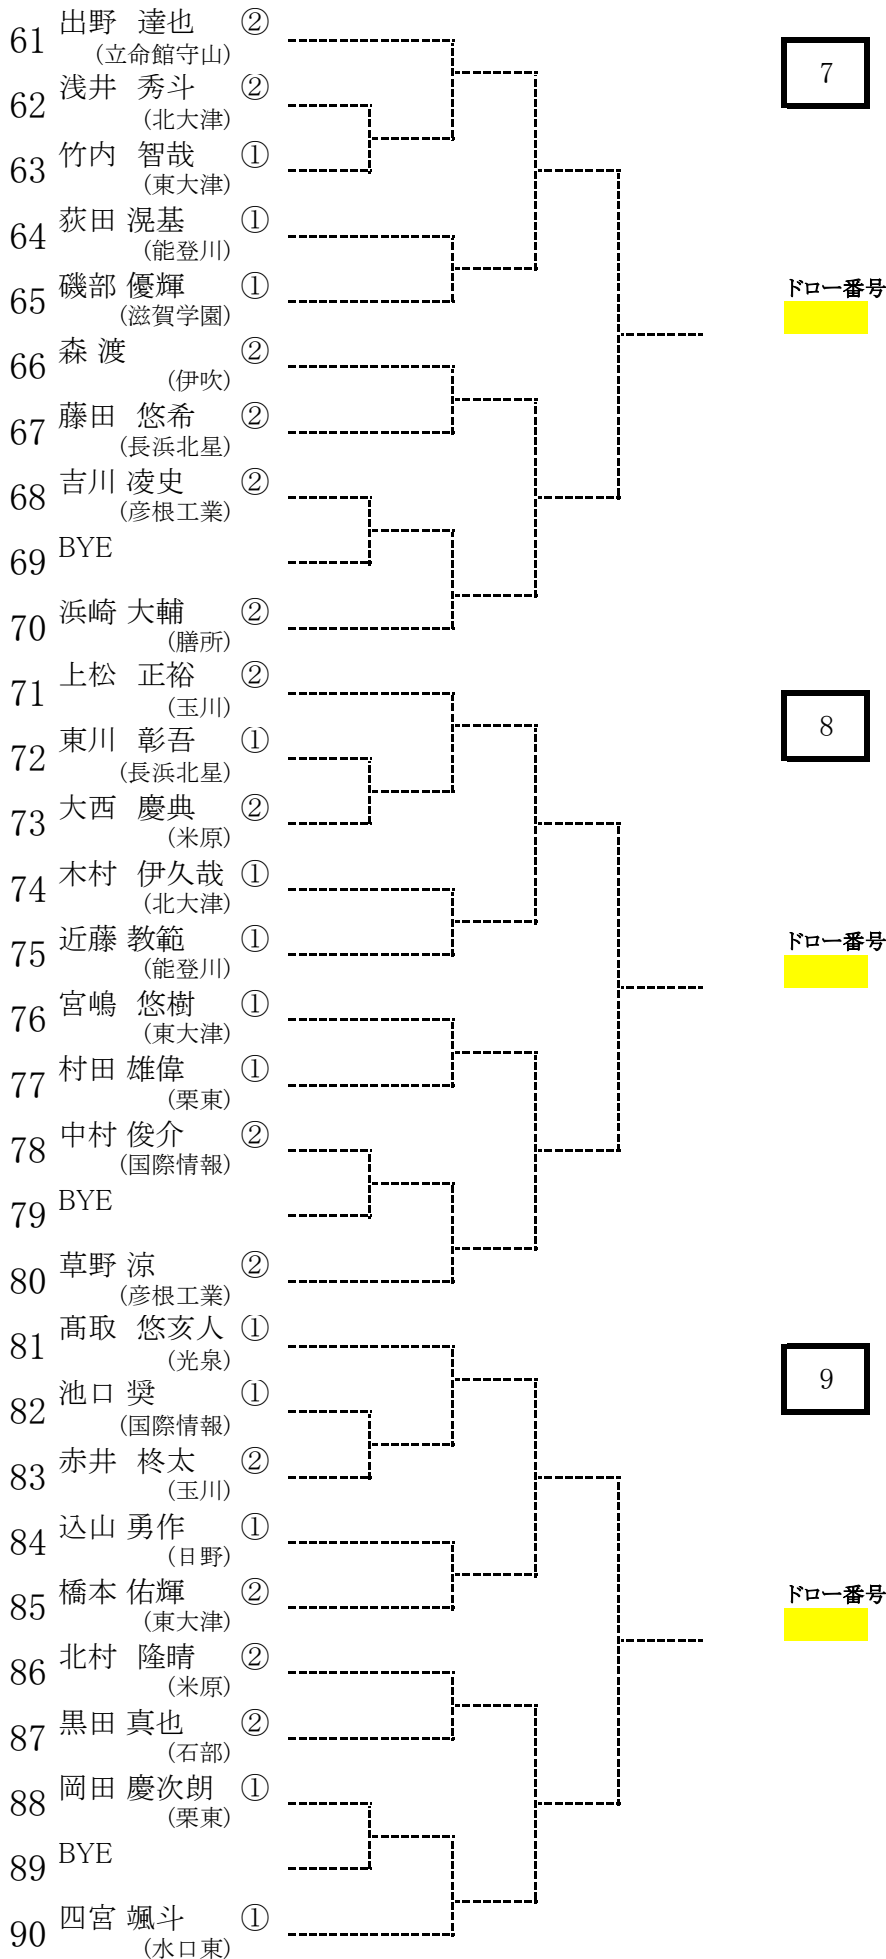 61 出野 達也 ②
(立命館守山)
7
62 浅井 秀斗 ②
(北大津)
63 竹内 智哉 ①
(東大津)
64 荻田 滉基 ①
(能登川)
65 磯部 優輝 ①
(滋賀学園)
ドロー番号
66 森 渡 ②
(伊吹)
67 藤田 悠希 ②
(長浜北星)
68 吉川 凌史 ②
(彦根工業)
69 BYE
70 浜崎 大輔 ②
(膳所)
71 上松 正裕 ②
(玉川)
8
72 東川 彰吾 ①
(長浜北星)
73 大西 慶典 ②
(米原)
74 木村 伊久哉 ①
(北大津)
75 近藤 教範 ①
(能登川)
ドロー番号
76 宮嶋 悠樹 ①
(東大津)
77 村田 雄偉 ①
(栗東)
78 中村 俊介 ②
(国際情報)
79 BYE
80 草野 涼 ②
(彦根工業)
81 髙取 悠亥人 ①
(光泉)
9
82 池口 奨 ①
(国際情報)
83 赤井 柊太 ②
(玉川)
84 込山 勇作 ①
(日野)
85 橋本 佑輝 ②
(東大津)
ドロー番号
86 北村 隆晴 ②
(米原)
87 黒田 真也 ②
(石部)
88 岡田 慶次朗 ①
(栗東)
89 BYE
90 四宮 颯斗 ①
(水口東)